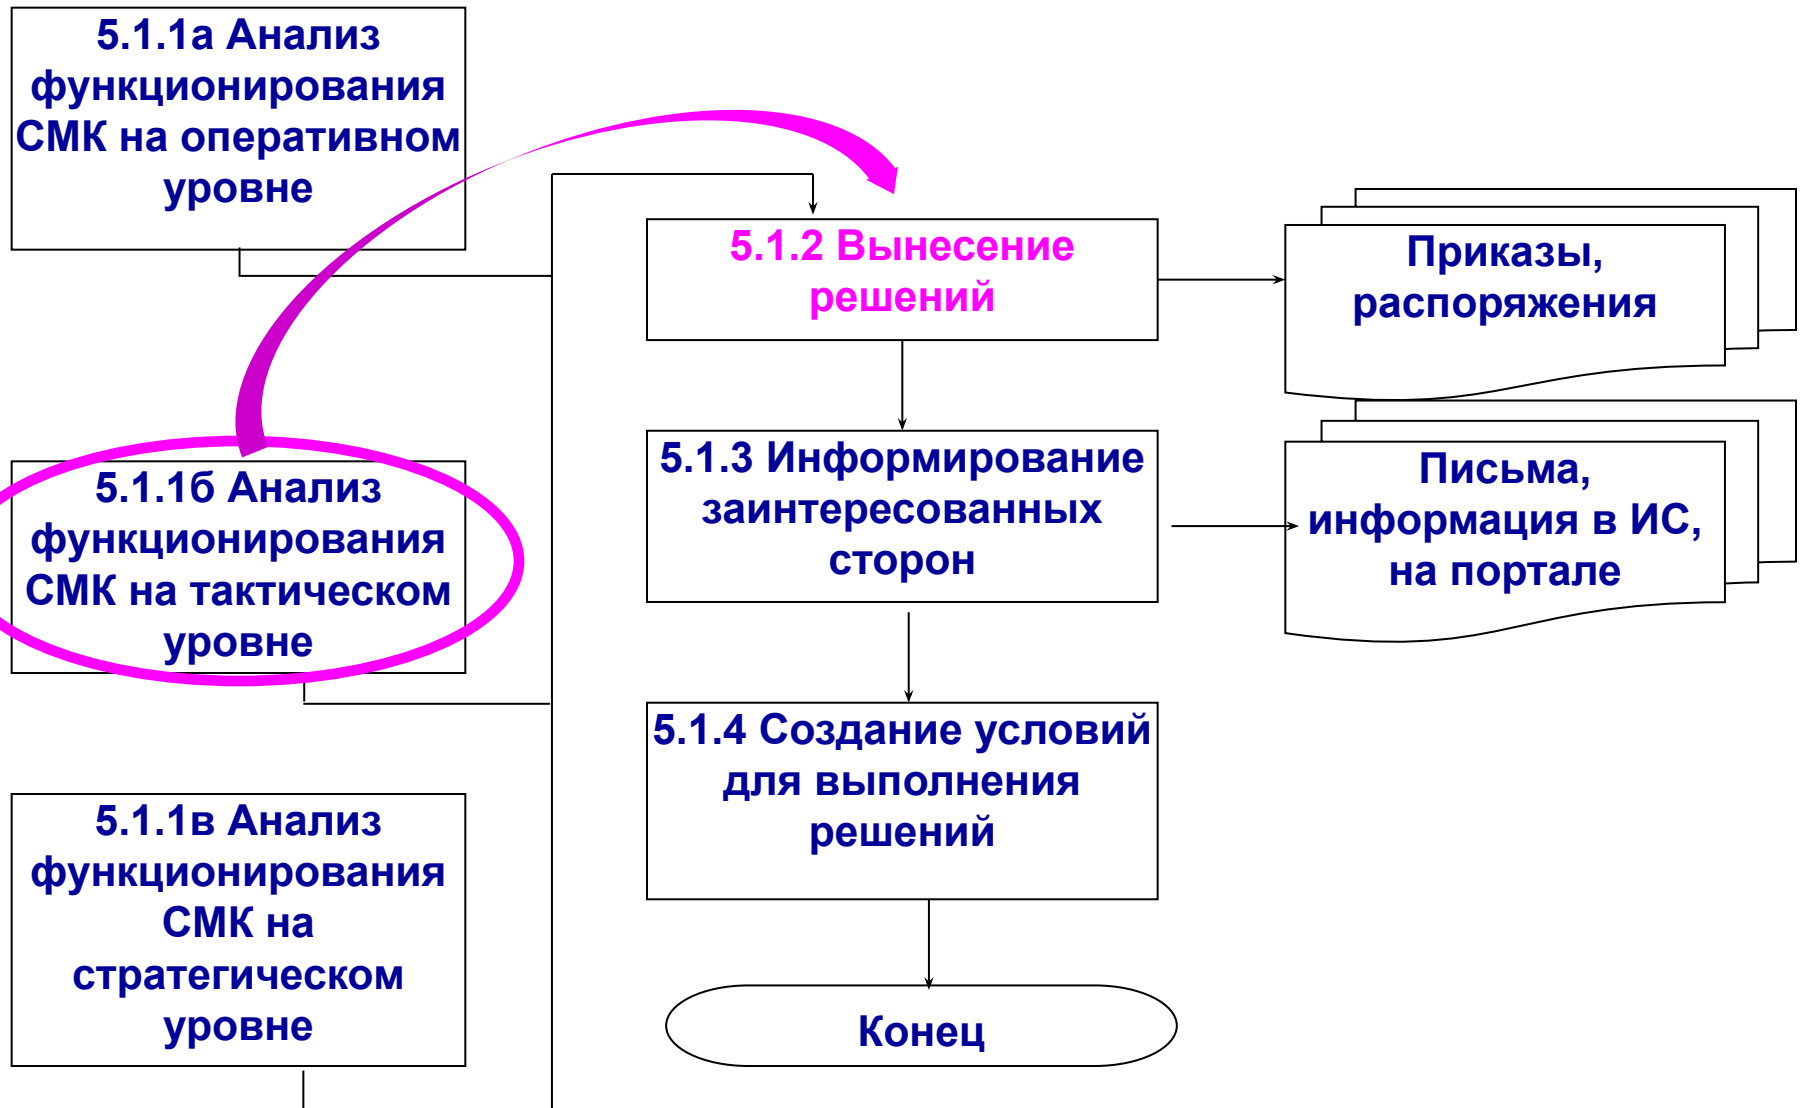 5.1.1а Анализ
функционирования
СМК на оперативном
уровне
5.1.1б Анализ
функционирования
СМК на тактическом
уровне
5.1.1в Анализ
функционирования
СМК на
стратегическом
уровне
5.1.2 Вынесение
решений
5.1.3 Информирование
заинтересованных
сторон
5.1.4 Создание условий
для выполнения
решений
Конец
Приказы,
распоряжения
Письма,
информация в ИС,
на портале